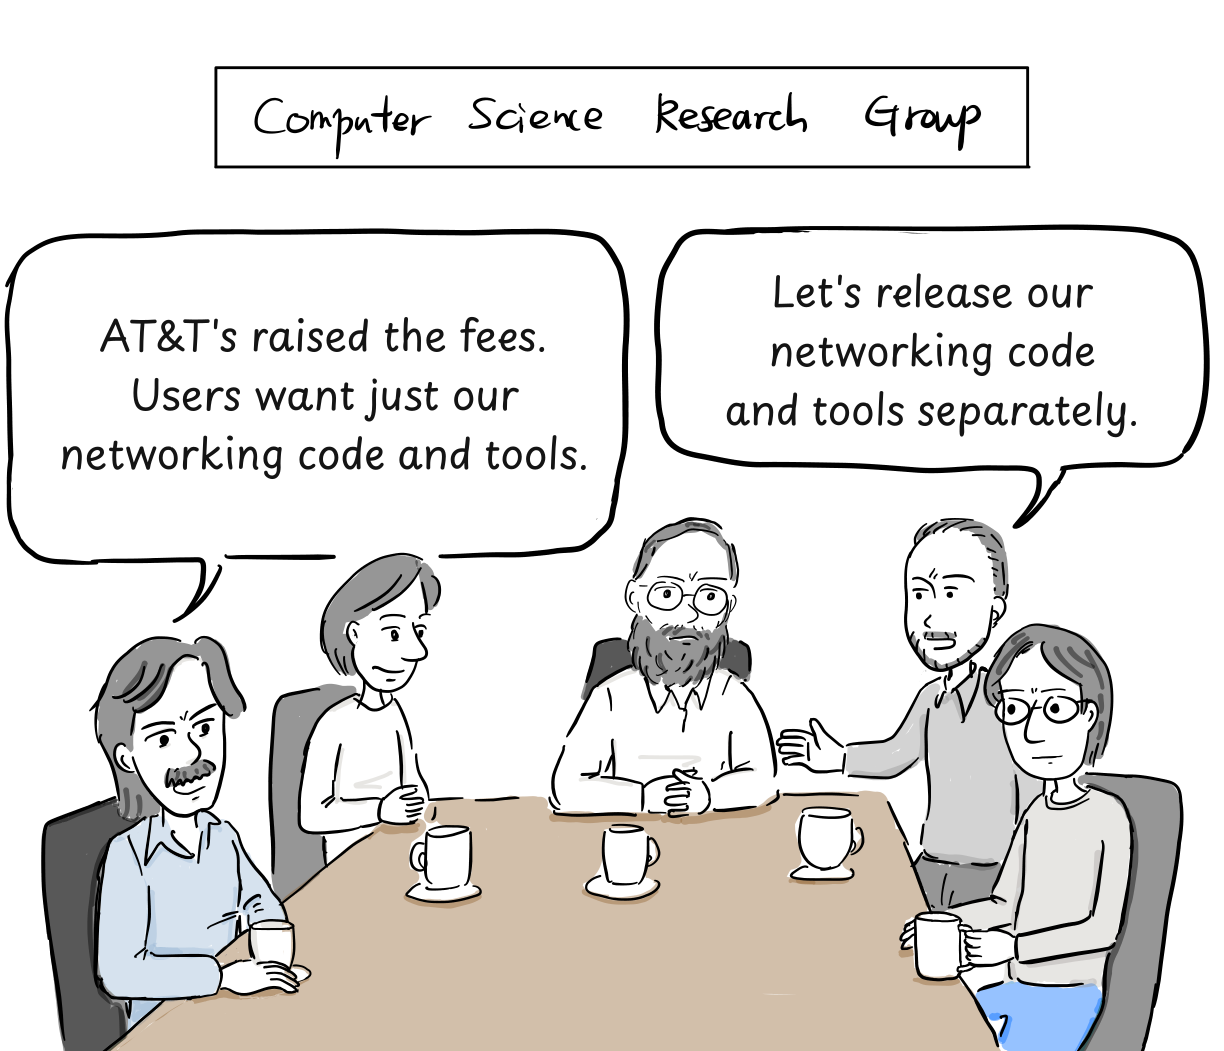 Computer Science Research Group
AT&T's raised the fees.
Users want just our
networking code and tools.
Let's release our
networking code
and tools separately.